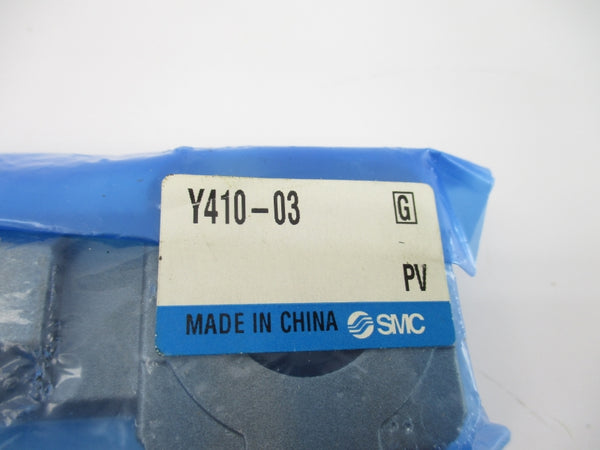 Y410-03 G
PV
MADE IN CHINA SMC